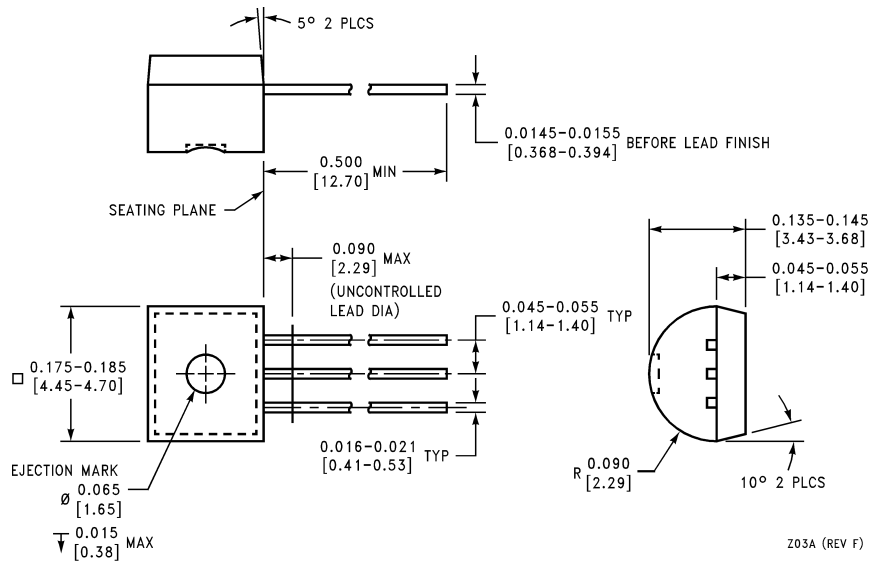 5° 2 PLCS
0.0145–0.0155
[0.368–0.394] BEFORE LEAD FINISH
0.500
[12.70] MIN
SEATING PLANE
0.135–0.145
[3.43–3.68]
0.090
[2.29] MAX
(UNCONTROLLED
LEAD DIA)
0.045–0.055
[1.14–1.40]
0.045–0.055
[1.14–1.40] TYP
0.175–0.185
[4.45–4.70]
0.016–0.021
[0.41–0.53] TYP
EJECTION MARK
Ø 0.065
[1.65]
0.015
[0.38] MAX
R 0.090
[2.29]
10° 2 PLCS
Z03A (REV F)